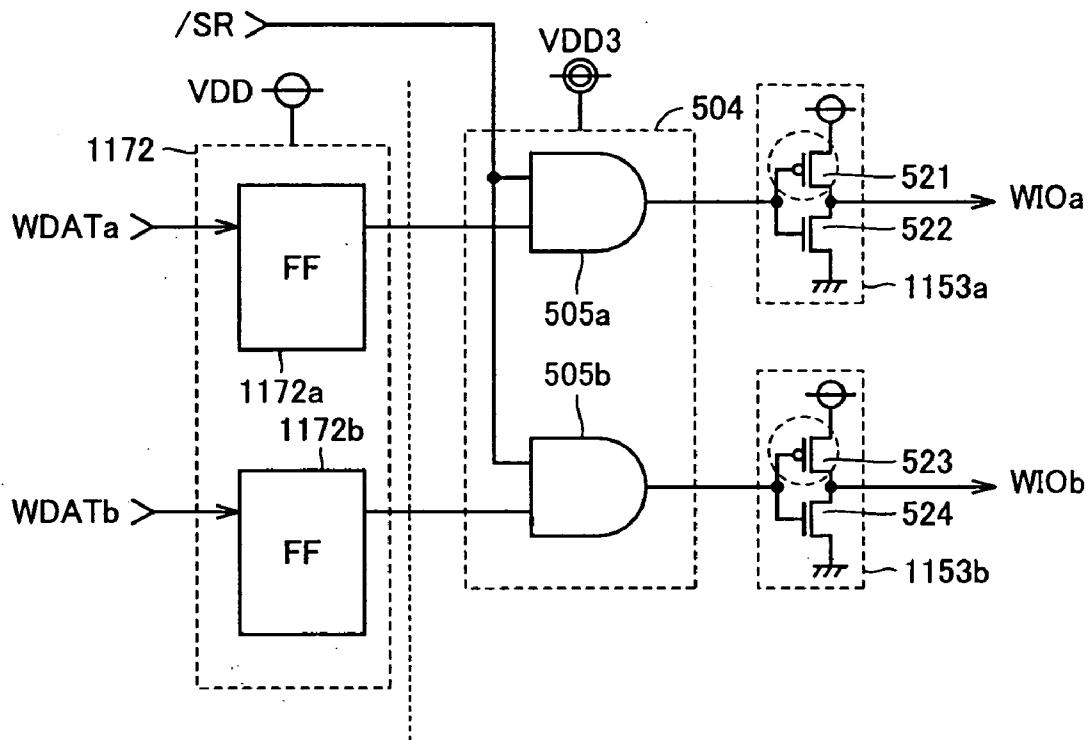 /SR
VDD3
VDD
504
1172
521
WDATa
FF
WIOa
522
505a
1153a
1172a
505b
1172b
523
WDATb
FF
WIOb
524
1153b